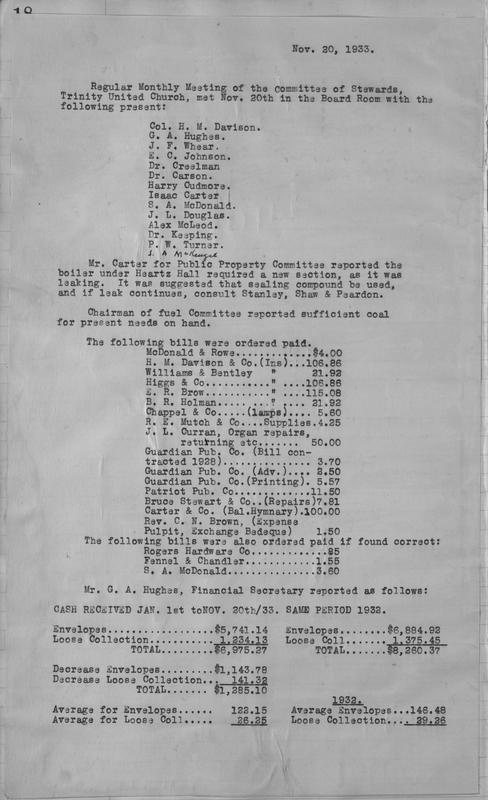 18
Nov. 20, 1933.
Regular Monthly Meeting of the Committee of Stewards,
Trinity United Church, met Nov. 20th in the Board Room with the
following present:
Col. H. M. Davison.
G. A. Hughes.
J. F. Whear.
E. C. Johnson.
Dr. Creelman
Dr. Carson.
Harry Cudmore.
Isaac Carter
S. A. McDonald.
J. L. Douglas.
Alex McLeod.
Dr. Keeping.
P. W. Turner.
S. A McKenzie
Mr. Carter for Public Property Committee reported the
boiler under Heartz Hall required a new section, as it was
leaking. It was suggested that sealing compound be used,
and if leak continues, consult Stanley, Shaw & Peardon.
Chairman of fuel Committee reported sufficient coal
for present needs on hand.
The following bills were ordered paid.
McDonald & Rowe.............$4.00
H. M. Davison & Co.(Ins)...106.86
Williams & Bentley " 21.92
Higgs & Co..........." ....106.86
E. R. Brow..........." ....115.08
B. R. Holman........." .... 21.92
Chappel & Co.....(lamps).... 5.60
R. E. Mutch & Co....Supplies.4.25
J. L. Curran, Organ repairs,
returning etc....... 50.00
Guardian Pub. Co. (Bill con-
tracted 1928)............... 3.70
Guardian Pub. Co. (Adv.).... 2.50
Guardian Pub. Co.(Printing). 5.57
Patriot Pub. Co.............11.50
Bruce Stewart & Co..(Repairs)7.81
Carter & Co. (Bal.Hymnary).100.00
Rev. C. N. Brown, (Expense
Pulpit, Exchange Bedeque) 1.50
The following bills were also ordered paid if found correct:
Rogers Hardware Co.............85
Fennel & Chandler............1.55
S. A. McDonald...............3.60
Mr. G. A. Hughes, Financial Secretary reported as follows:
CASH RECEIVED JAN. 1st toNOV. 20th/33. SAME PERIOD 1932.
Envelopes..................$5,741.14 Envelopes........$6,884.92
Loose Collection........... 1,234.13 Loose Coll....... 1,375.45
TOTAL.........$6,975.27 TOTAL.......$8,260.37
Decrease Envelopes.........$1,143.78
Decrease Loose Collection... 141.32
TOTAL....... $1,285.10
1932.
Average for Envelopes...... 122.15 Average Envelopes...146.48
Average for Loose Coll..... 26.25 Loose Collection.... 29.26